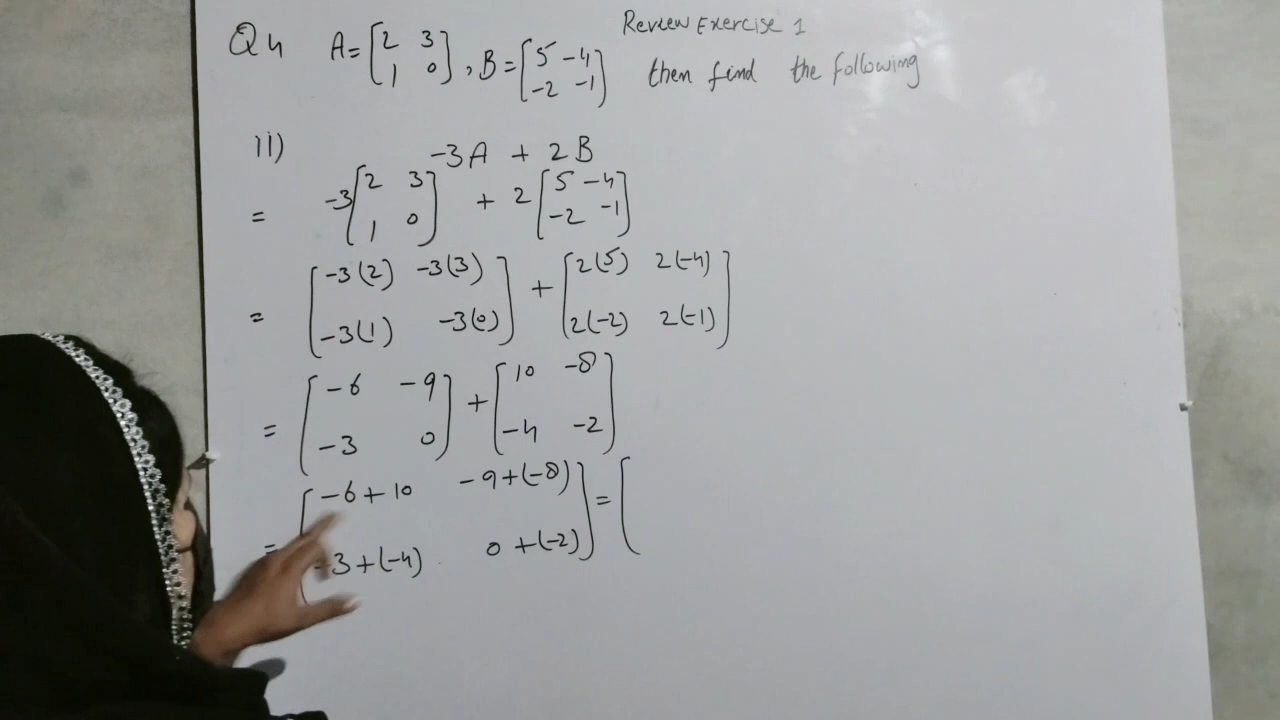 Review Exercise 1
Q4 A=[2 3 1 0], B=[5 -4 -2 -1] then find the following
ii) -3A + 2B
= -3[2 3 1 0] + 2[5 -4 -2 -1]
= [-3(2) -3(3) -3(1) -3(0)] + [2(5) 2(-4) 2(-2) 2(-1)]
= [-6 -9 -3 0] + [10 -8 -4 -2]
= [-6+10 -9+(-8) -3+(-4) 0+(-2)] = [